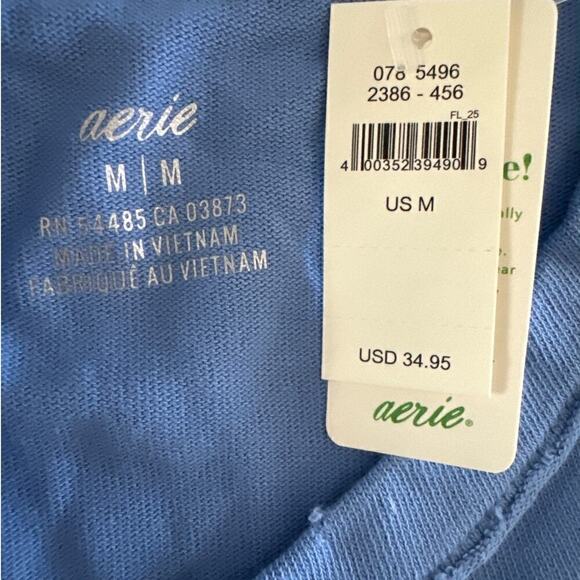 aerie
M | M
RN 54485 CA 03873
MADE IN VIETNAM
FABRIQUÉ AU VIETNAM
078 5496
2386 - 456
FL_25
4 00352 39490 9
US M
USD 34.95
aerie®